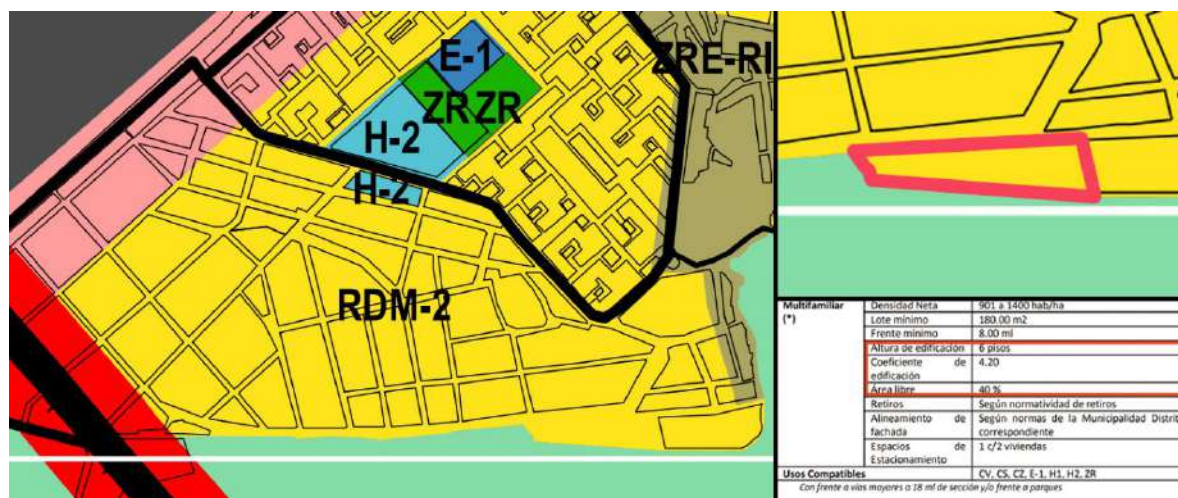 E-1
ZRE-RI
ZR ZR
H-2
H-2
RDM-2
Multifamiliar Densidad Neta 901 a 1400 hab/ha
(*) Lote mínimo 180.00 m2
Frente mínimo 8.00 ml
Altura de edificación 6 pisos
Coeficiente de 4.20
edificación
Área libre 40 %
Retiros Según normatividad de retiros
Alineamiento de Según normas de la Municipalidad Distrit
fachada correspondiente
Espacios de 1 c/2 viviendas
Estacionamiento
Usos Compatibles CV, CS, CZ, E-1, H1, H2, ZR
Con frente a vías mayores a 18 ml de sección y/o frente a parques